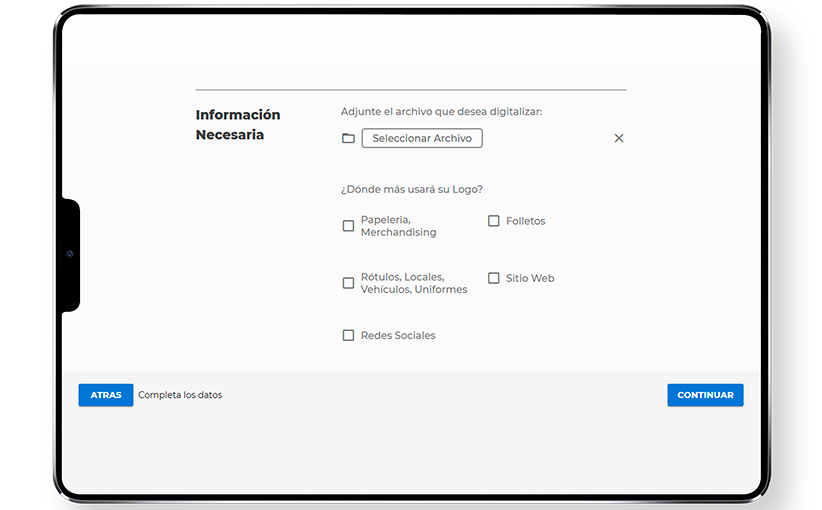 Información
Necesaria
Adjunte el archivo que desea digitalizar:
Seleccionar Archivo
¿Dónde más usará su Logo?
Papeleria,
Merchandising
Folletos
Rótulos, Locales,
Vehículos, Uniformes
Sitio Web
Redes Sociales
ATRAS
Completa los datos
CONTINUAR